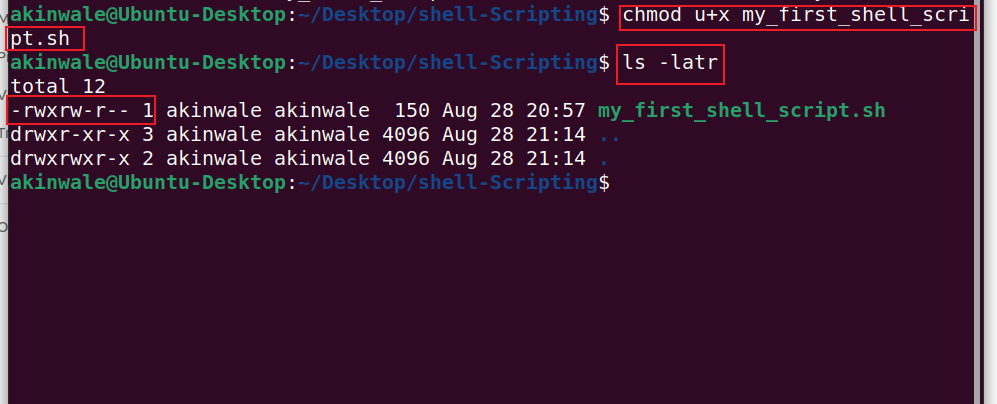 akinwale@Ubuntu-Desktop:~/Desktop/shell-Scripting$ chmod u+x my_first_shell_scri
pt.sh
akinwale@Ubuntu-Desktop:~/Desktop/shell-Scripting$ ls -latr
total 12
-rwxrw-r-- 1 akinwale akinwale  150 Aug 28 20:57 my_first_shell_script.sh
drwxr-xr-x 3 akinwale akinwale 4096 Aug 28 21:14 ..
drwxrwxr-x 2 akinwale akinwale 4096 Aug 28 21:14 .
akinwale@Ubuntu-Desktop:~/Desktop/shell-Scripting$